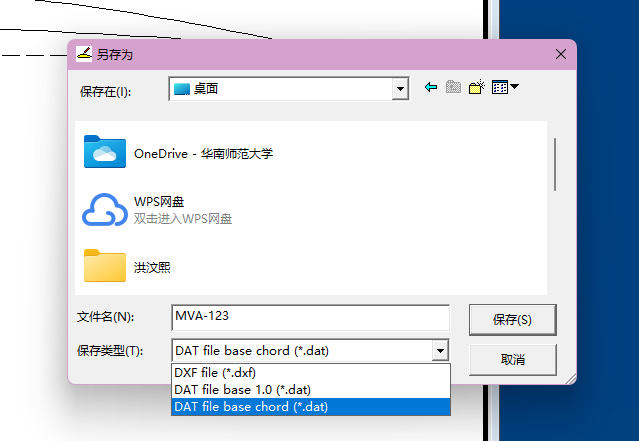 另存为
保存在(I):
桌面
OneDrive - 华南师范大学
WPS网盘
双击进入WPS网盘
洪汶熙
文件名(N):
MVA-123
保存(S)
保存类型(T):
DAT file base chord (*.dat)
取消
DXF file (*.dxf)
DAT file base 1.0 (*.dat)
DAT file base chord (*.dat)